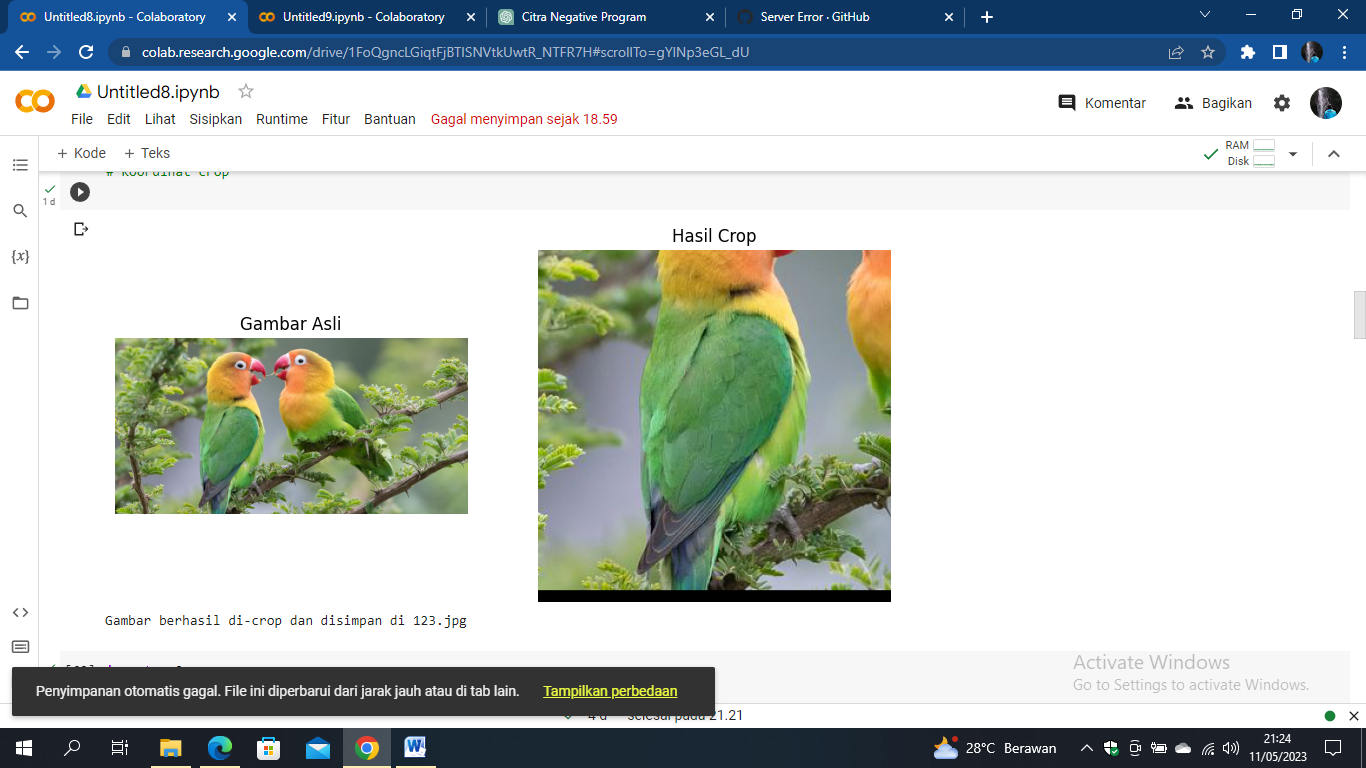 Untitled8.ipynb - Colaboratory
Untitled9.ipynb - Colaboratory
Citra Negative Program
Server Error · GitHub
colab.research.google.com/drive/1FoQgncLGiqtFjBTlSNVtkUwtR_NTFR7H#scrollTo=gYlNp3eGL_dU
Untitled8.ipynb
Komentar
Bagikan
File Edit Lihat Sisipkan Runtime Fitur Bantuan Gagal menyimpan sejak 18.59
+ Kode + Teks
RAM
Disk
# Koordinat crop
1 d
{x}
Hasil Crop
Gambar Asli
Gambar berhasil di-crop dan disimpan di 123.jpg
Activate Windows
Go to Settings to activate Windows.
Penyimpanan otomatis gagal. File ini diperbarui dari jarak jauh atau di tab lain. Tampilkan perbedaan
4 d selesai pada 21.21
28°C Berawan
21:24
11/05/2023